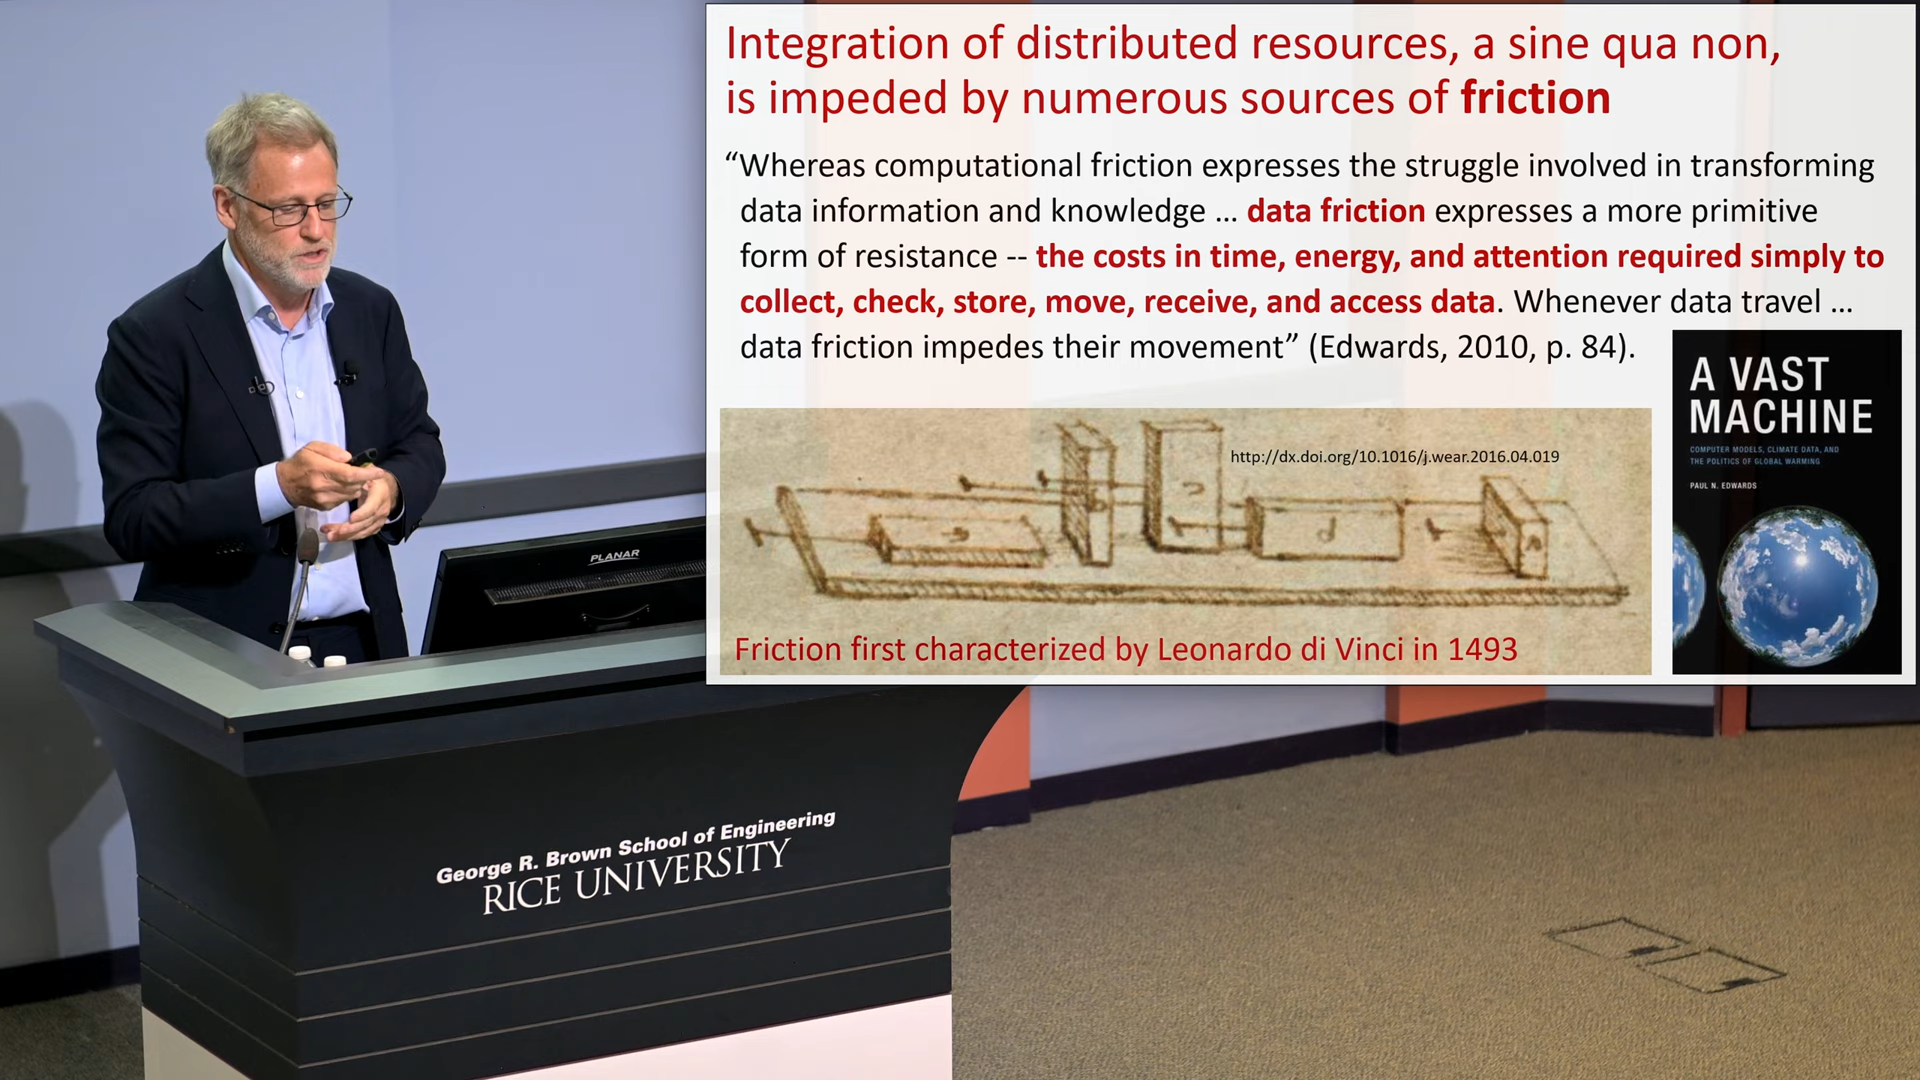 Integration of distributed resources, a sine qua non,
is impeded by numerous sources of friction
“Whereas computational friction expresses the struggle involved in transforming
data information and knowledge ... data friction expresses a more primitive
form of resistance -- the costs in time, energy, and attention required simply to
collect, check, store, move, receive, and access data. Whenever data travel ...
data friction impedes their movement” (Edwards, 2010, p. 84).
A VAST
MACHINE
COMPUTER MODELS, CLIMATE DATA, AND
THE POLITICS OF GLOBAL WARMING
PAUL N. EDWARDS
http://dx.doi.org/10.1016/j.wear.2016.04.019
Friction first characterized by Leonardo di Vinci in 1493
PLANAR
George R. Brown School of Engineering
RICE UNIVERSITY